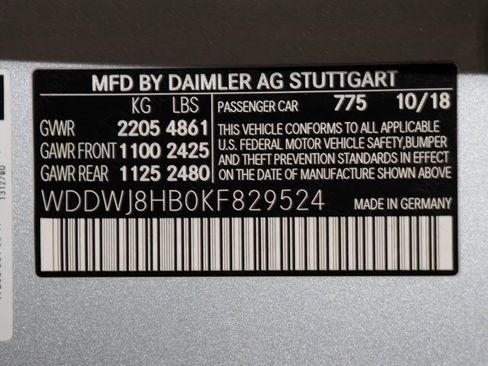 MFD BY DAIMLER AG STUTTGART
KG LBS PASSENGER CAR 775 10/18
GVWR 2205 4861 THIS VEHICLE CONFORMS TO ALL APPLICABLE
U.S. FEDERAL MOTOR VEHICLE SAFETY,BUMPER
GAWR FRONT 1100 2425 AND THEFT PREVENTION STANDARDS IN
GAWR REAR 1125 2480 EFFECT ON DATE OF MANUFACTURE SHOWN ABOVE.
WDDWJ8HB0KF829524 MADE IN GERMANY
1312/80